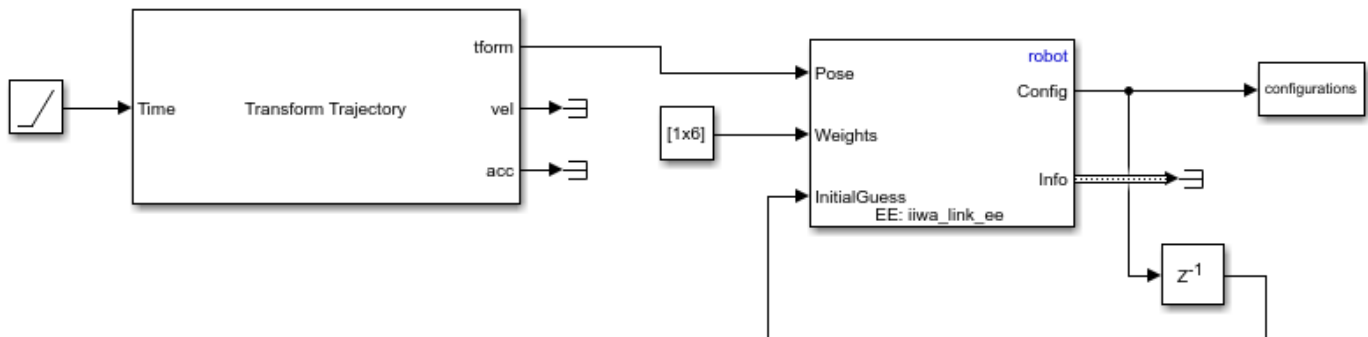 tform
robot
Pose
Config
configurations
Time
Transform Trajectory
vel
[1x6]
Weights
acc
Info
InitialGuess
EE: iiwa_link_ee
Z-1